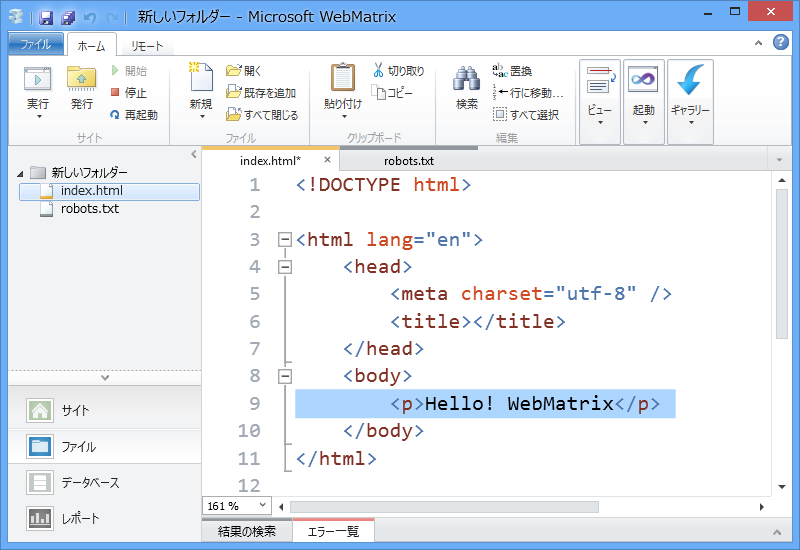 新しいフォルダー - Microsoft WebMatrix
ファイル ホーム リモート
実行 発行 開始 停止 再起動
サイト
新規 開く 既存を追加 すべて閉じる
ファイル
貼り付け 切り取り コピー
クリップボード
検索 置換 行に移動... すべて選択
編集
ビュー 起動 ギャラリー
新しいフォルダー
index.html
robots.txt
サイト
ファイル
データベース
レポート
index.html* robots.txt
1 <!DOCTYPE html>
2
3 <html lang="en">
4 <head>
5 <meta charset="utf-8" />
6 <title></title>
7 </head>
8 <body>
9 <p>Hello! WebMatrix</p>
10 </body>
11 </html>
12
161 %
結果の検索 エラー一覧